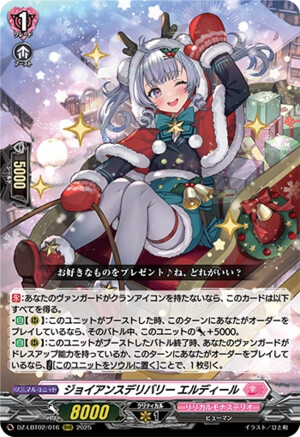 1
グレード
ブースト
5000
シールド
お好きなものをプレゼント♪ね、どれがいい?
永:あなたのヴァンガードがクランアイコンを持たないなら、このカードは以下すべてを得る。
自【R】:このユニットがブーストした時、このターンにあなたがオーダーをプレイしているなら、そのバトル中、このユニットの+5000。
自【R】:このユニットがブーストしたバトル終了時、あなたのヴァンガードがドレスアップ能力を持っているか、このターンにあなたがオーダーをプレイしているなら、このユニットをソウルに置くことで、1枚引く。
ノーマルユニット
ジョイアンスデリバリー エルディール
8000
クリティカル
1
リリカルモナステリオ
ヒューマン
DZ-LBT02/016 RRR 2025
イラスト/ひと和